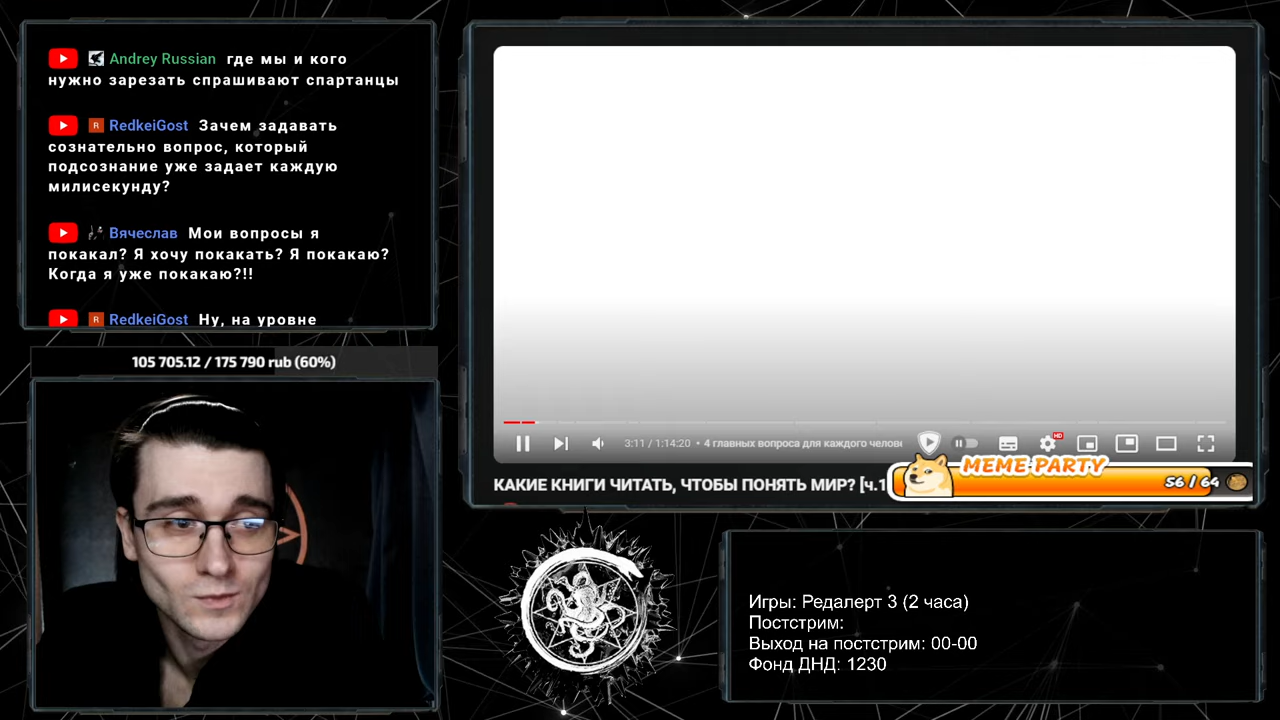 Andrey Russian где мы и кого
нужно зарезать спрашивают спартанцы
R RedkeiGost Зачем задавать
сознательно вопрос, который
подсознание уже задает каждую
милисекунду?
Вячеслав Мои вопросы я
покакал? Я хочу покакать? Я покакаю?
Когда я уже покакаю?!!
R RedkeiGost Ну, на уровне
105 705.12 / 175 790 rub (60%)
3:11 / 1:14:20 • 4 главных вопроса для каждого челове
HD
MEME PARTY
56 / 64
КАКИЕ КНИГИ ЧИТАТЬ, ЧТОБЫ ПОНЯТЬ МИР? [ч.1
Игры: Редалерт 3 (2 часа)
Постстрим:
Выход на постстрим: 00-00
Фонд ДНД: 1230